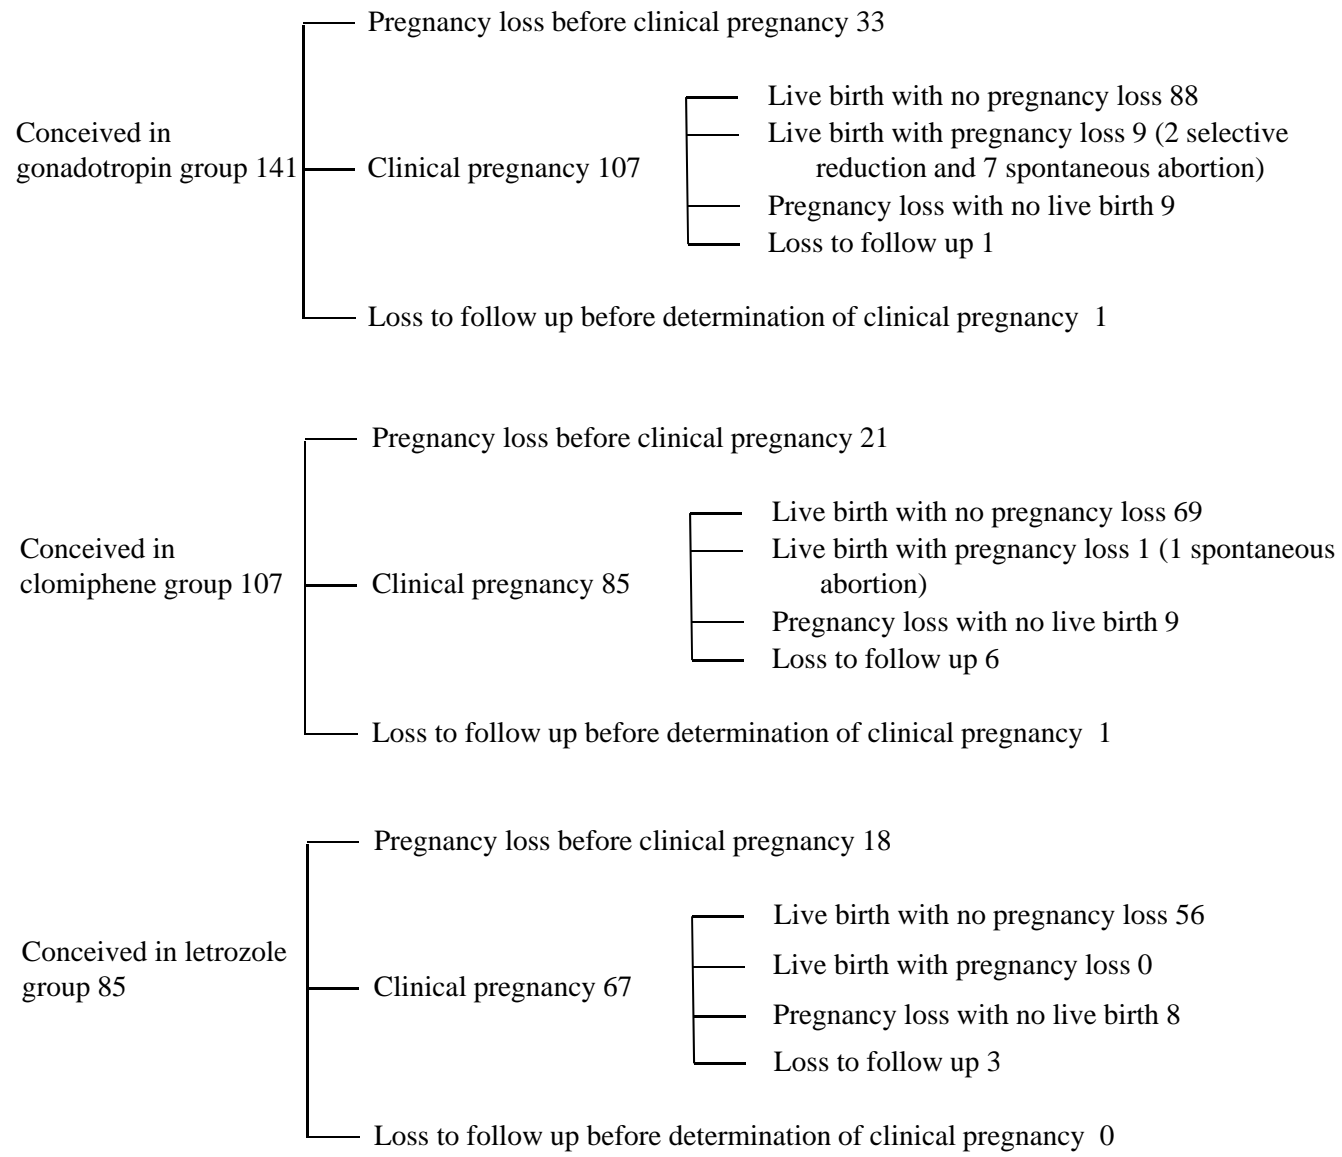 Pregnancy loss before clinical pregnancy 33
Conceived in
gonadotropin group 141
Clinical pregnancy 107
Live birth with no pregnancy loss 88
Live birth with pregnancy loss 9 (2 selective
reduction and 7 spontaneous abortion)
Pregnancy loss with no live birth 9
Loss to follow up 1
Loss to follow up before determination of clinical pregnancy 1
Pregnancy loss before clinical pregnancy 21
Conceived in
clomiphene group 107
Clinical pregnancy 85
Live birth with no pregnancy loss 69
Live birth with pregnancy loss 1 (1 spontaneous
abortion)
Pregnancy loss with no live birth 9
Loss to follow up 6
Loss to follow up before determination of clinical pregnancy 1
Pregnancy loss before clinical pregnancy 18
Conceived in letrozole
group 85
Clinical pregnancy 67
Live birth with no pregnancy loss 56
Live birth with pregnancy loss 0
Pregnancy loss with no live birth 8
Loss to follow up 3
Loss to follow up before determination of clinical pregnancy 0